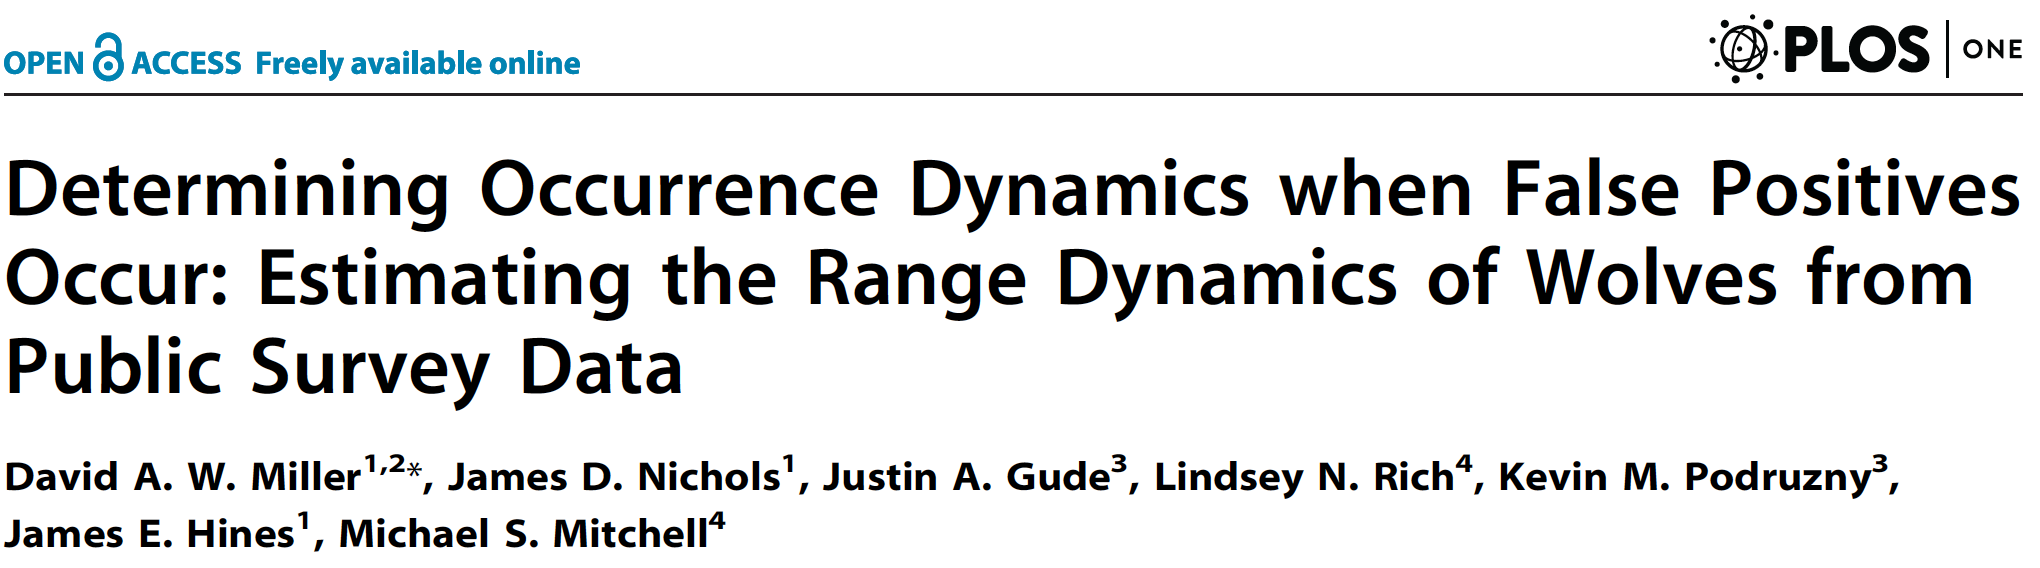 OPEN ACCESS Freely available online
PLOS ONE
Determining Occurrence Dynamics when False Positives
Occur: Estimating the Range Dynamics of Wolves from
Public Survey Data
David A. W. Miller1,2*, James D. Nichols1, Justin A. Gude3, Lindsey N. Rich4, Kevin M. Podruzny3,
James E. Hines1, Michael S. Mitchell4